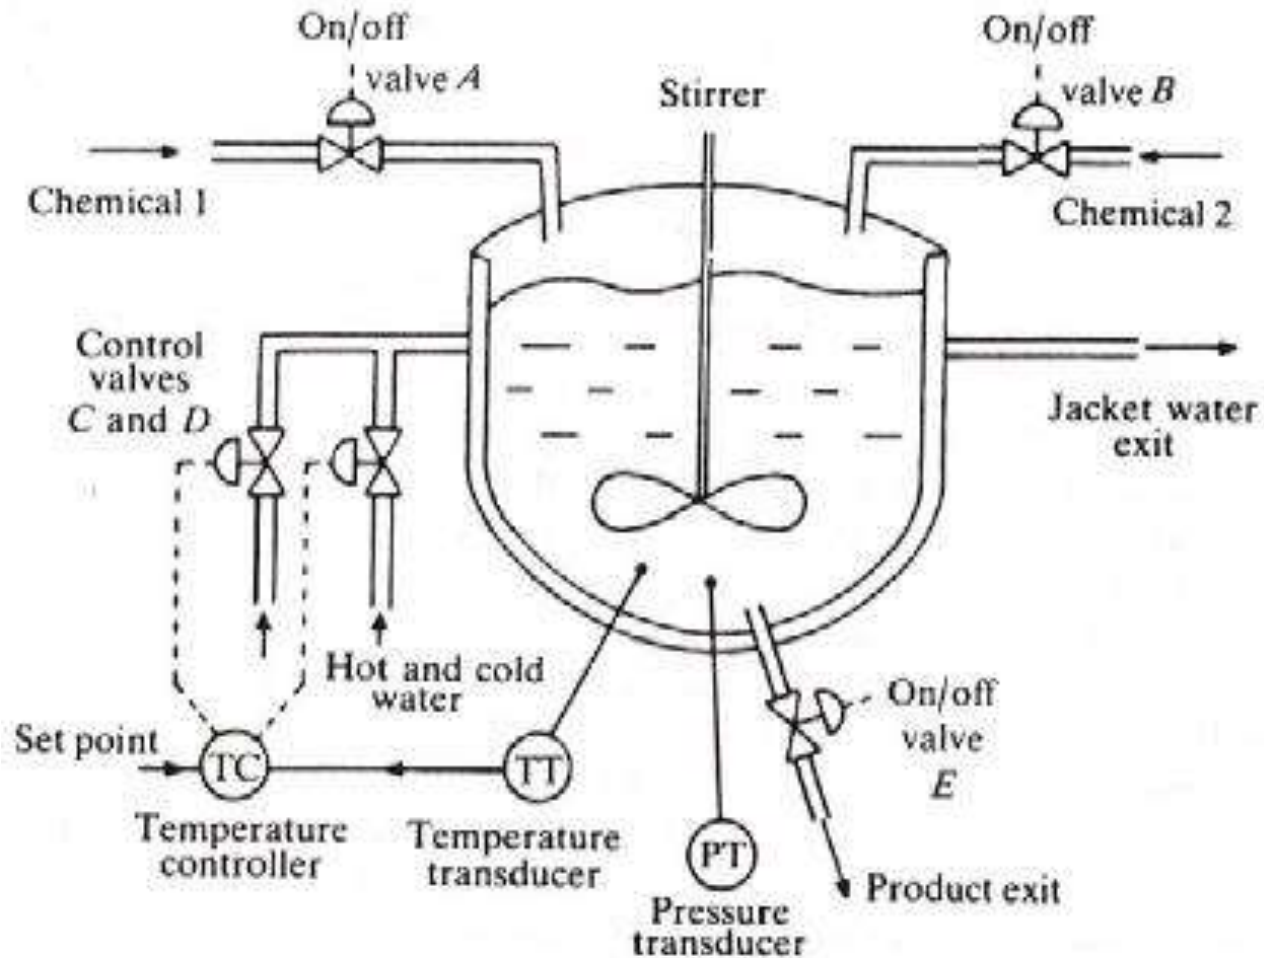 On/off
valve A
Stirrer
On/off
valve B
Chemical 1
Chemical 2
Control
valves
C and D
Jacket water
exit
Hot and cold
water
Set point
TC
TT
Temperature
controller
Temperature
transducer
PT
Pressure
transducer
On/off
valve
E
Product exit